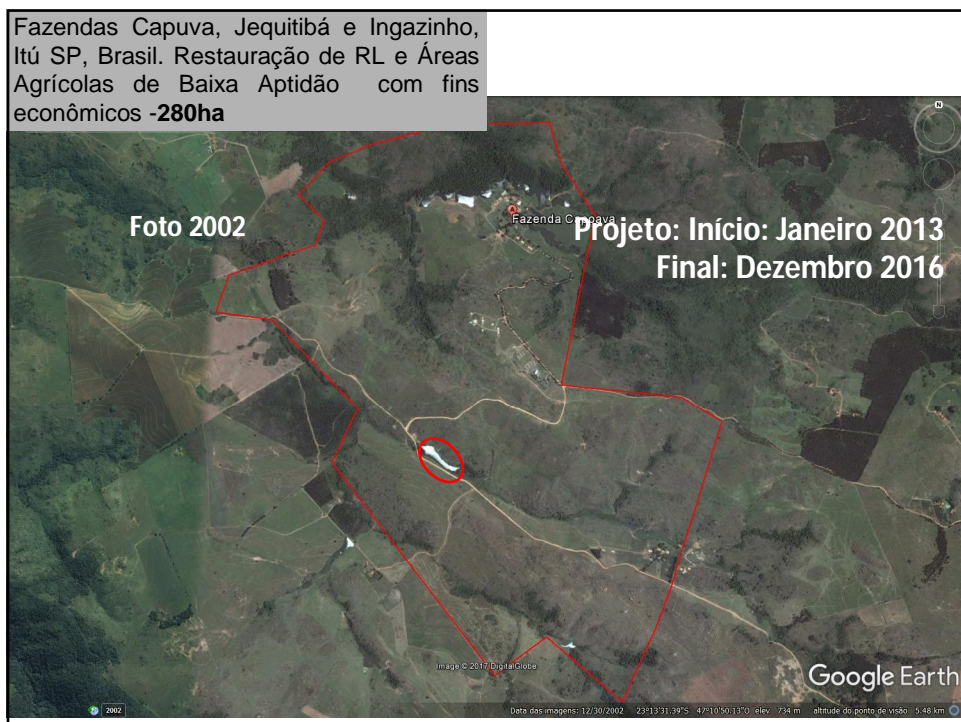 Fazendas Capuva, Jequitibá e Ingazinho,
Itú SP, Brasil. Restauração de RL e Áreas
Agrícolas de Baixa Aptidão com fins
econômicos -280ha
N
Fazenda Capoava
Foto 2002
Projeto: Início: Janeiro 2013
Final: Dezembro 2016
Image © 2017 DigitalGlobe
Google Earth
2002
Data das imagens: 12/30/2002 23°13'31.39"S 47°10'50.13"O elev 734 m altitude do ponto de visão 5.48 km